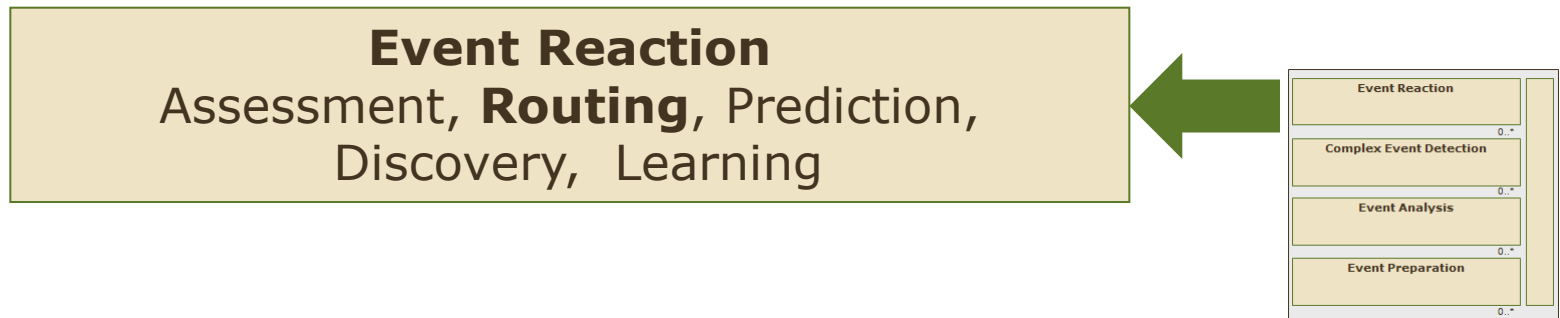 Event Reaction
Assessment, Routing, Prediction,
Discovery, Learning
Event Reaction
0..*
Complex Event Detection
0..*
Event Analysis
0..*
Event Preparation
0..*